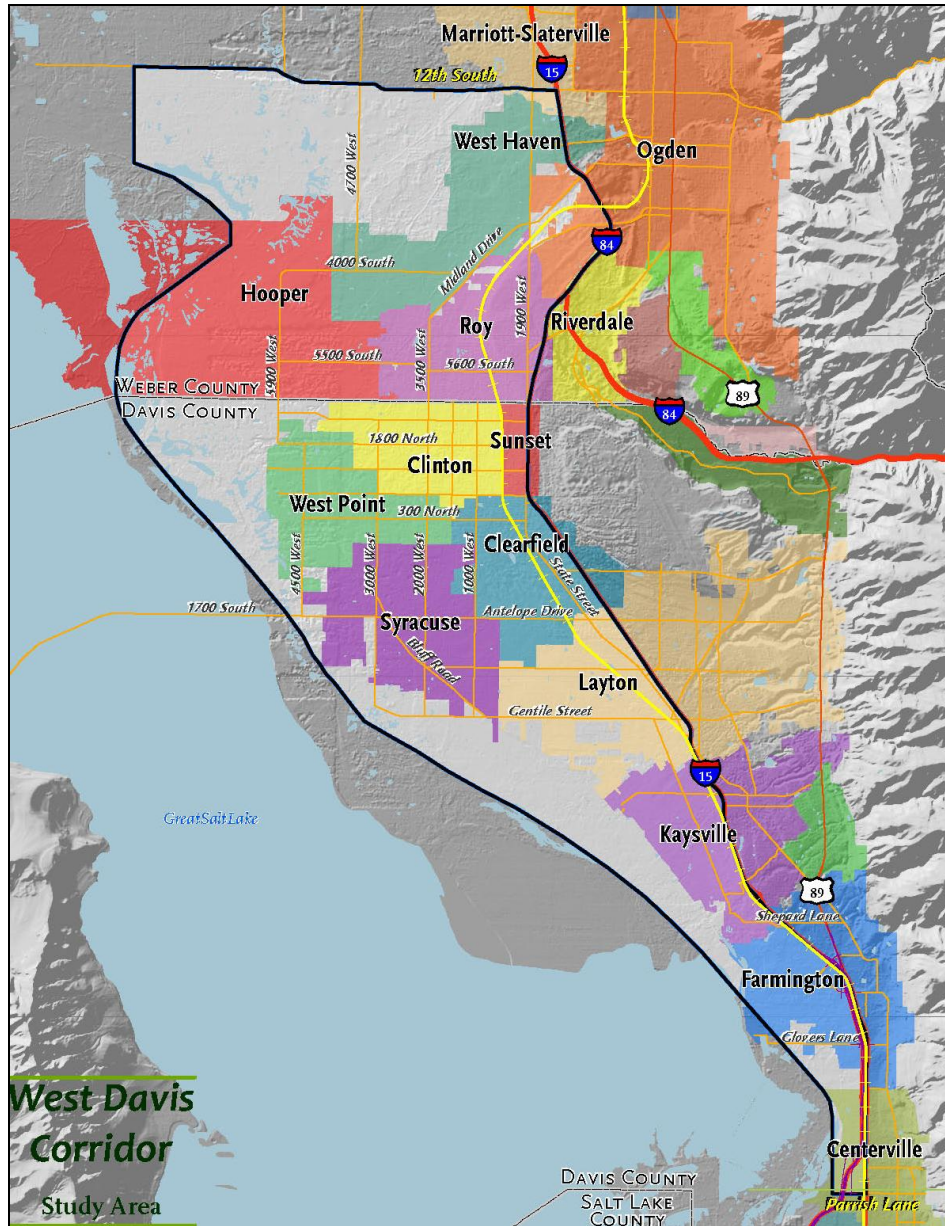 Marriott-Slaterville
15
12th South
West Haven
Ogden
4700 West
Midland Drive
84
4000 South
Hooper
1900 West
Roy
Riverdale
5900 West
5500 South
3500 West
5600 South
WEBER COUNTY
DAVIS COUNTY
89
84
1800 North
Sunset
Clinton
West Point
300 North
Clearfield
4500 West
3000 West
2000 West
1000 West
State Street
1700 South
Antelope Drive
Syracuse
Bluff Road
Layton
Gentile Street
15
Great Salt Lake
Kaysville
89
Shepard Lane
Farmington
Glovers Lane
West Davis
Corridor
Study Area
Centerville
DAVIS COUNTY
SALT LAKE
COUNTY
Parrish Lane